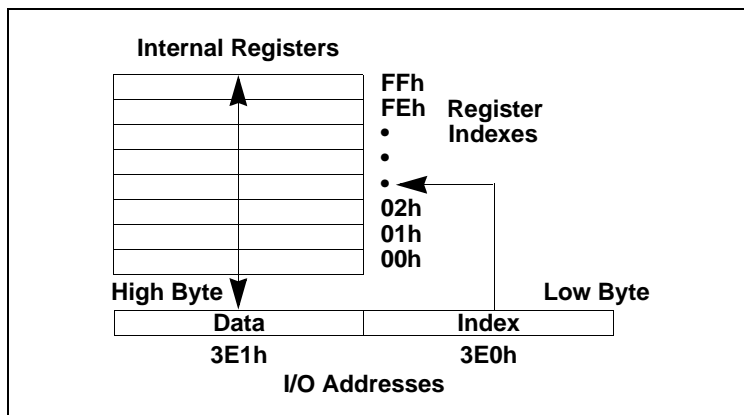 Internal Registers
FFh
FEh
Register
Indexes
•
•
•
02h
01h
00h
High Byte
Low Byte
Data
Index
3E1h
3E0h
I/O Addresses